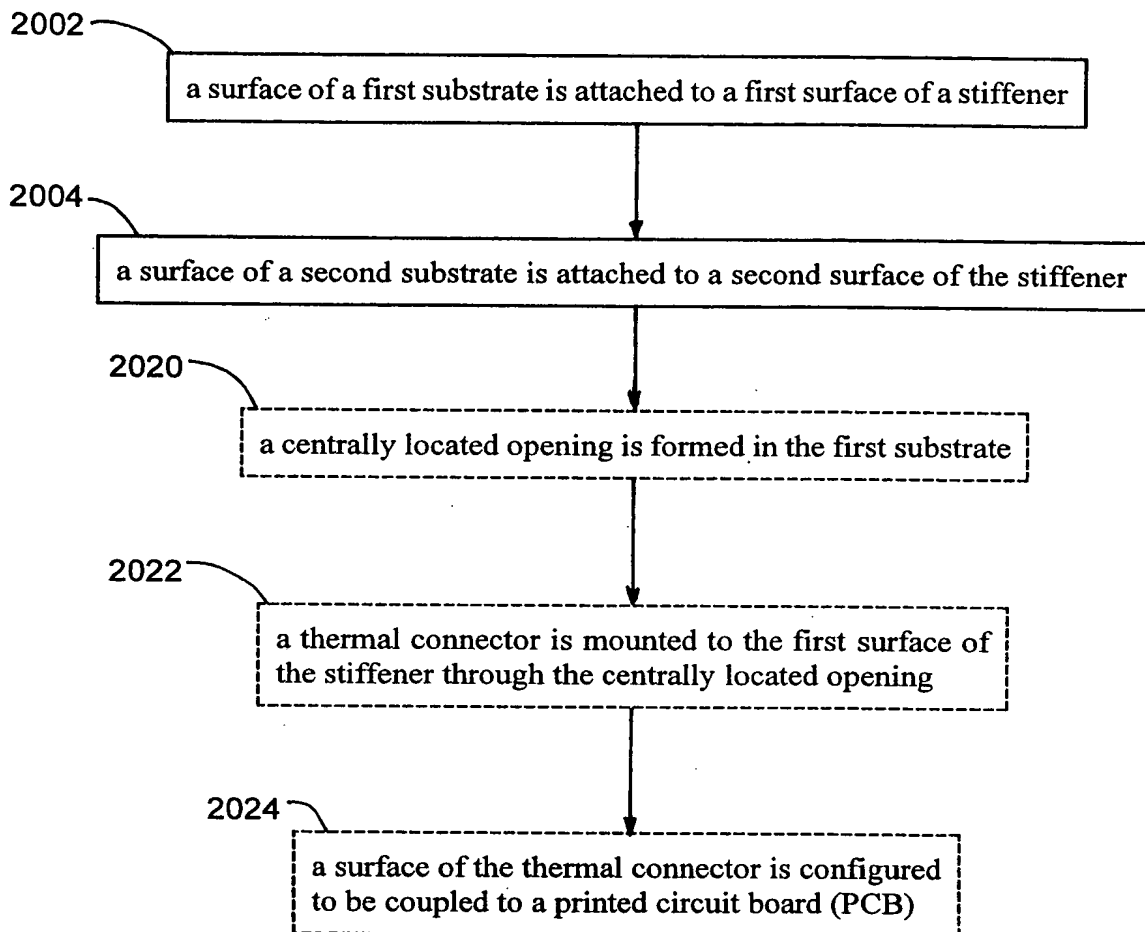 2002
a surface of a first substrate is attached to a first surface of a stiffener
2004
a surface of a second substrate is attached to a second surface of the stiffener
2020
a centrally located opening is formed in the first substrate
2022
a thermal connector is mounted to the first surface of
the stiffener through the centrally located opening
2024
a surface of the thermal connector is configured
to be coupled to a printed circuit board (PCB)